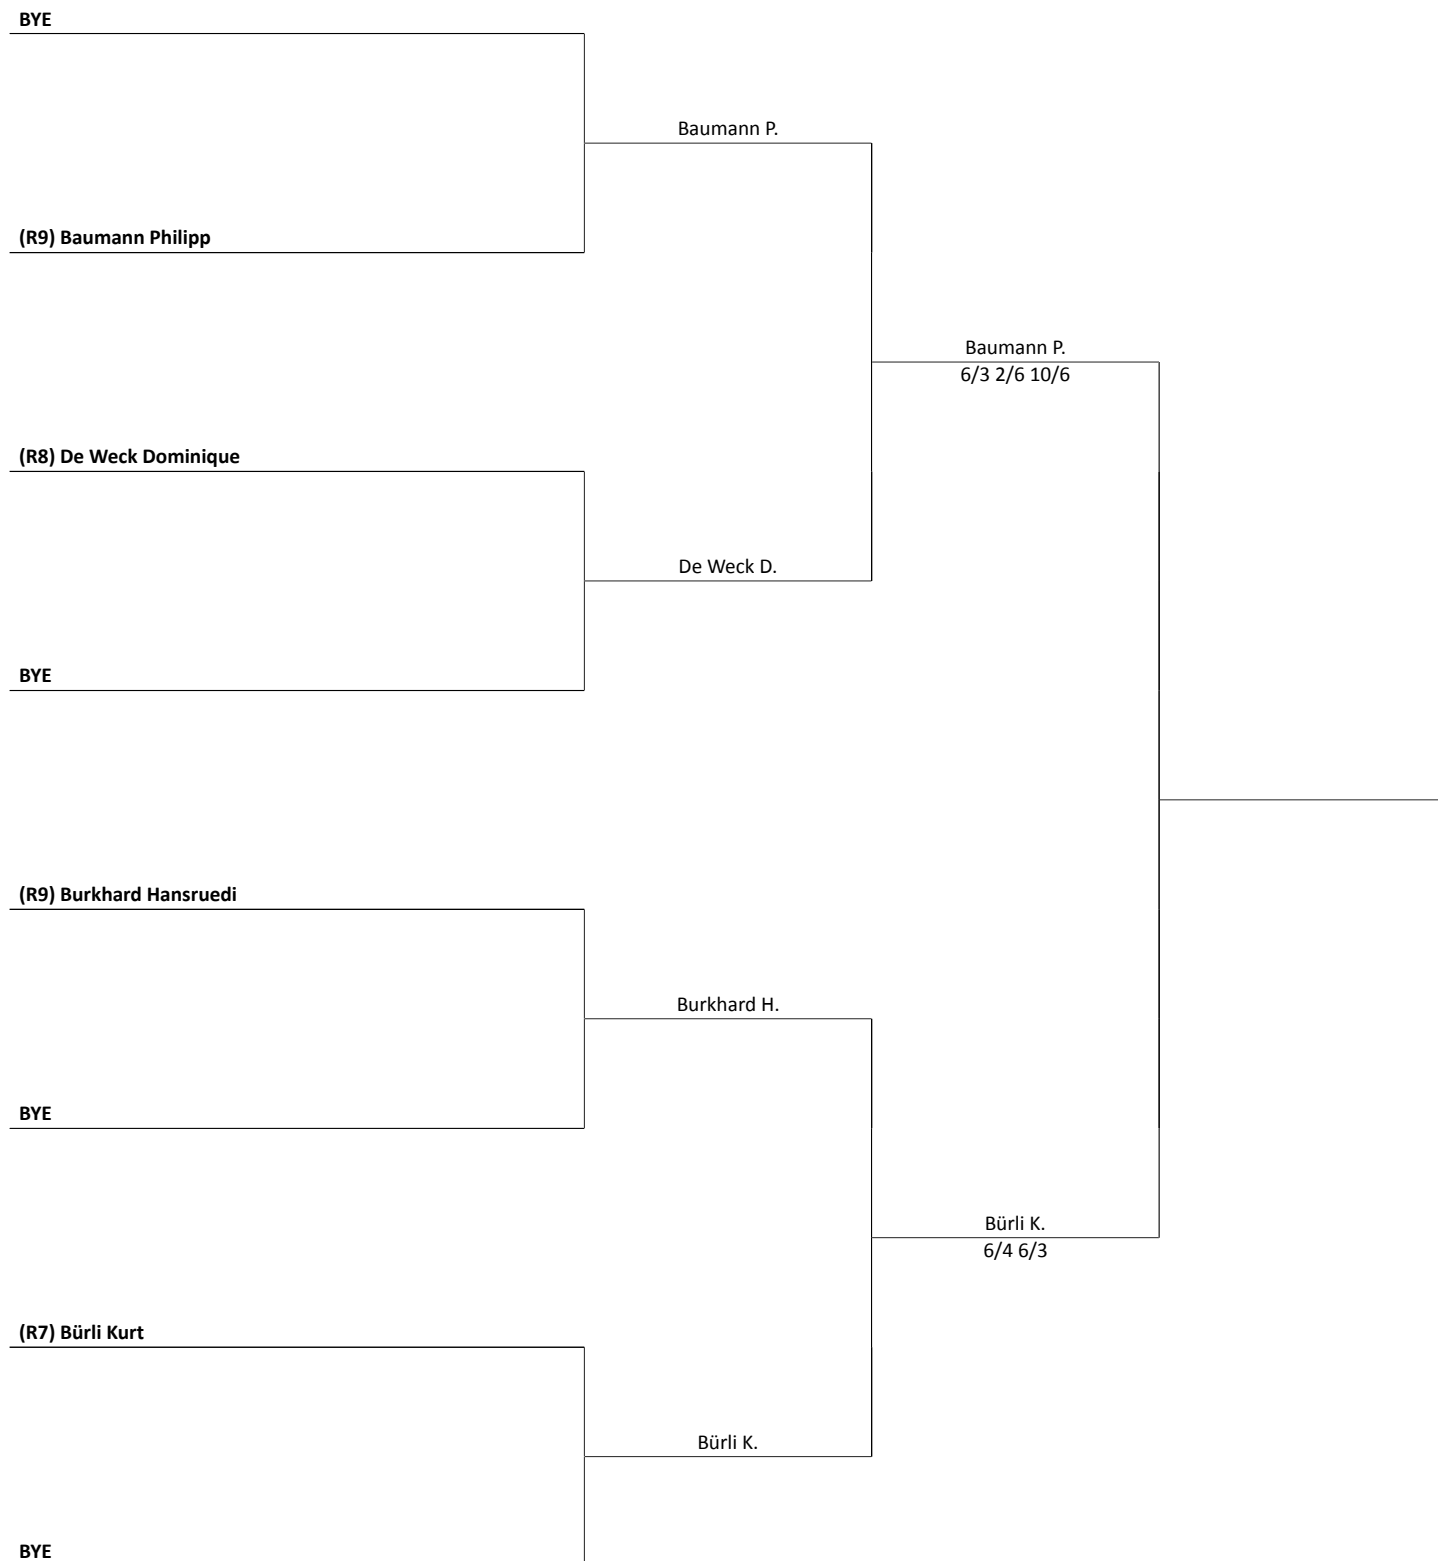 BYE
Baumann P.
(R9) Baumann Philipp
Baumann P.
6/3 2/6 10/6
(R8) De Weck Dominique
De Weck D.
BYE
(R9) Burkhard Hansruedi
Burkhard H.
BYE
Bürli K.
6/4 6/3
(R7) Bürli Kurt
Bürli K.
BYE